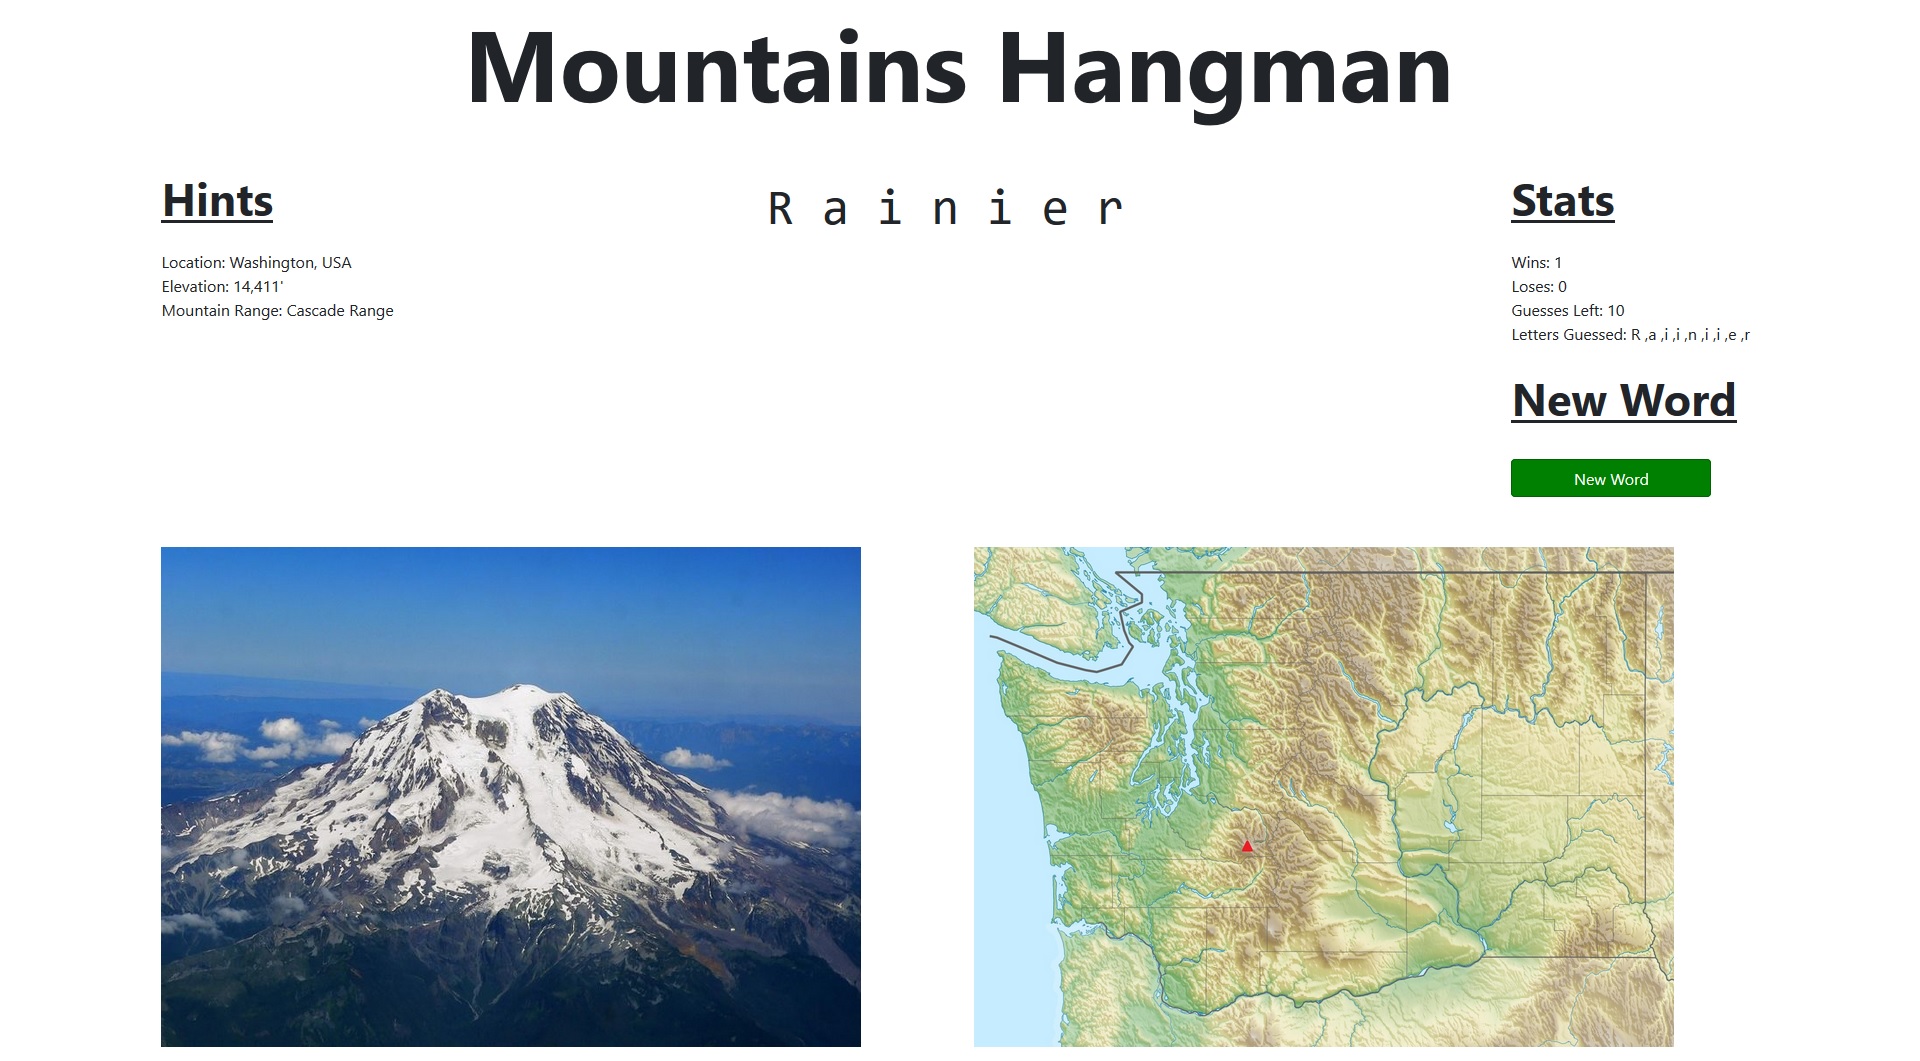 Mountains Hangman
Hints
Location: Washington, USA
Elevation: 14,411'
Mountain Range: Cascade Range
R a i n i e r
Stats
Wins: 1
Loses: 0
Guesses Left: 10
Letters Guessed: R ,a ,i ,i ,n ,i ,i ,e ,r
New Word
New Word